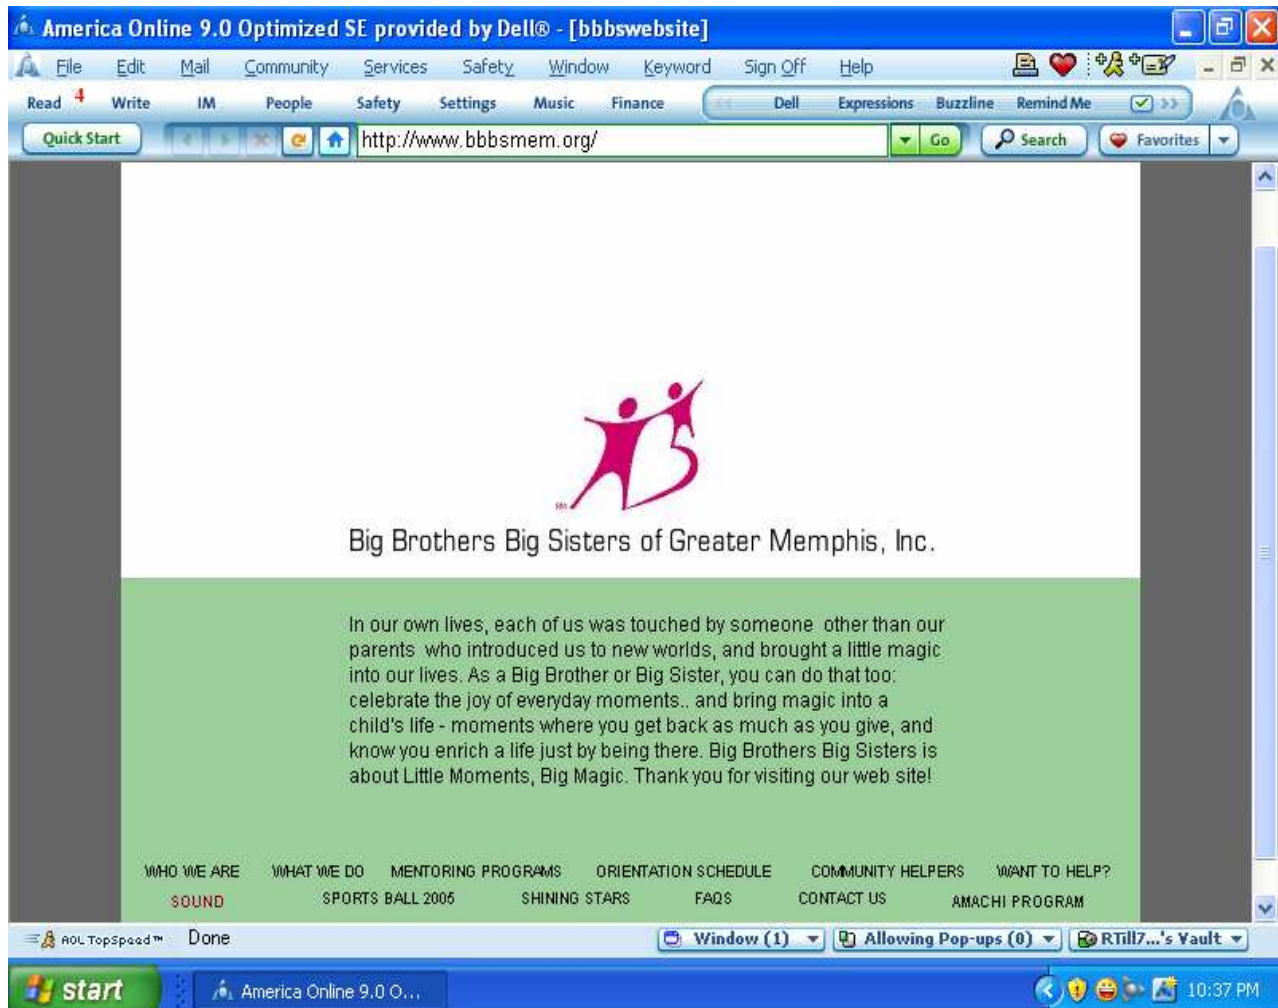 America Online 9.0 Optimized SE provided by Dell® - [bbbswebsite]
File Edit Mail Community Services Safety Window Keyword Sign Off Help
Read 4 Write IM People Safety Settings Music Finance Dell Expressions Buzzline Remind Me
Quick Start http://www.bbbsmem.org/ Go Search Favorites
Big Brothers Big Sisters of Greater Memphis, Inc.
In our own lives, each of us was touched by someone other than our
parents who introduced us to new worlds, and brought a little magic
into our lives. As a Big Brother or Big Sister, you can do that too:
celebrate the joy of everyday moments.. and bring magic into a
child's life - moments where you get back as much as you give, and
know you enrich a life just by being there. Big Brothers Big Sisters is
about Little Moments, Big Magic. Thank you for visiting our web site!
WHO WE ARE WHAT WE DO MENTORING PROGRAMS ORIENTATION SCHEDULE COMMUNITY HELPERS WANT TO HELP?
SOUND SPORTS BALL 2005 SHINING STARS FAQS CONTACT US AMACHI PROGRAM
AOL TopSpeed™ Done Window (1) Allowing Pop-ups (0) RTill7...'s Vault
start America Online 9.0 O... 10:37 PM